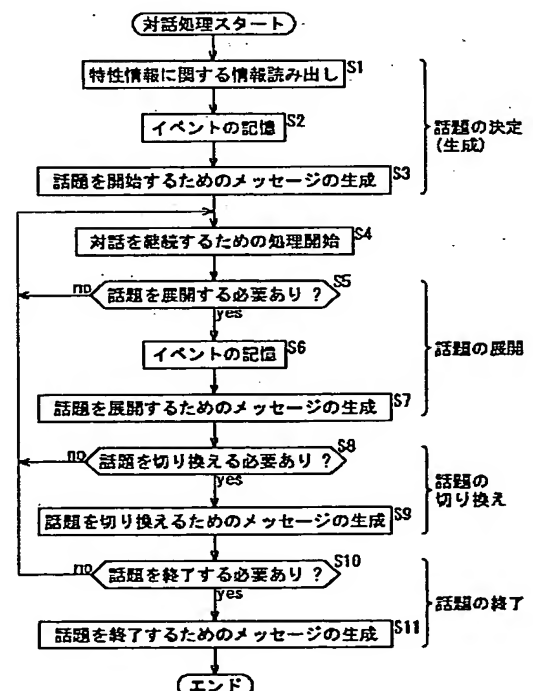 対話処理スタート
特性情報に関する情報読み出し S1
イベントの記憶 S2
話題の決定
(生成)
話題を開始するためのメッセージの生成 S3
対話を継続するための処理開始 S4
no 話題を展開する必要あり ? S5
yes
イベントの記憶 S6
話題の展開
話題を展開するためのメッセージの生成 S7
no 話題を切り換える必要あり ? S8
yes
話題の
切り換え
話題を切り換えるためのメッセージの生成 S9
no 話題を終了する必要あり ? S10
yes
話題の終了
話題を終了するためのメッセージの生成 S11
エンド